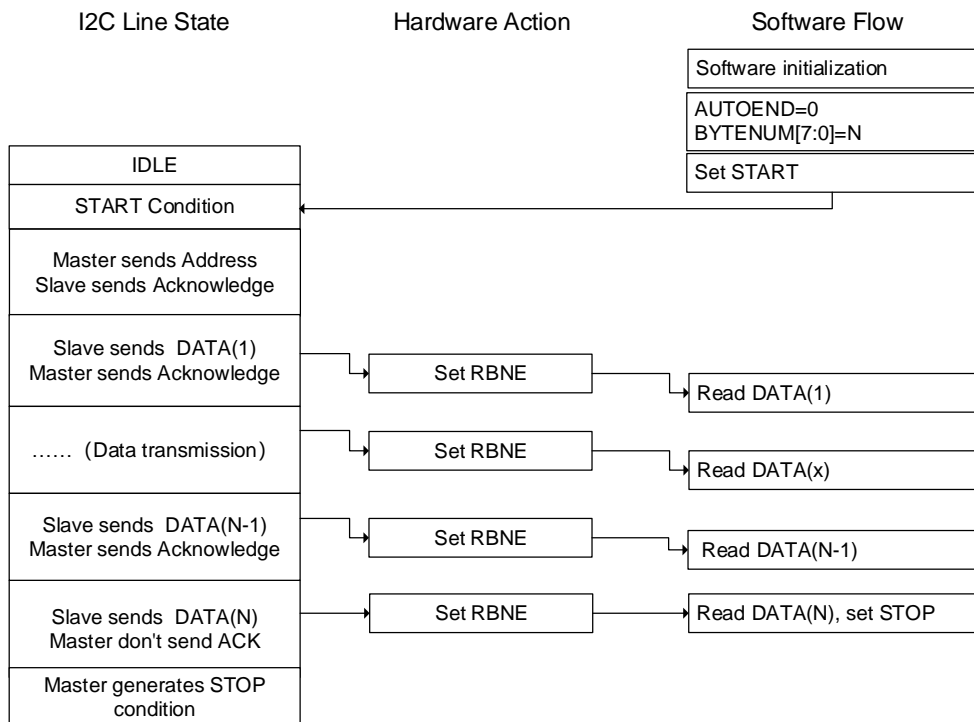 I2C Line State
Hardware Action
Software Flow
Software initialization
AUTOEND=0
BYTENUM[7:0]=N
IDLE
Set START
START Condition
Master sends Address
Slave sends Acknowledge
Slave sends DATA(1)
Master sends Acknowledge
Set RBNE
Read DATA(1)
...... (Data transmission)
Set RBNE
Read DATA(x)
Slave sends DATA(N-1)
Master sends Acknowledge
Set RBNE
Read DATA(N-1)
Slave sends DATA(N)
Master don't send ACK
Set RBNE
Read DATA(N), set STOP
Master generates STOP
condition